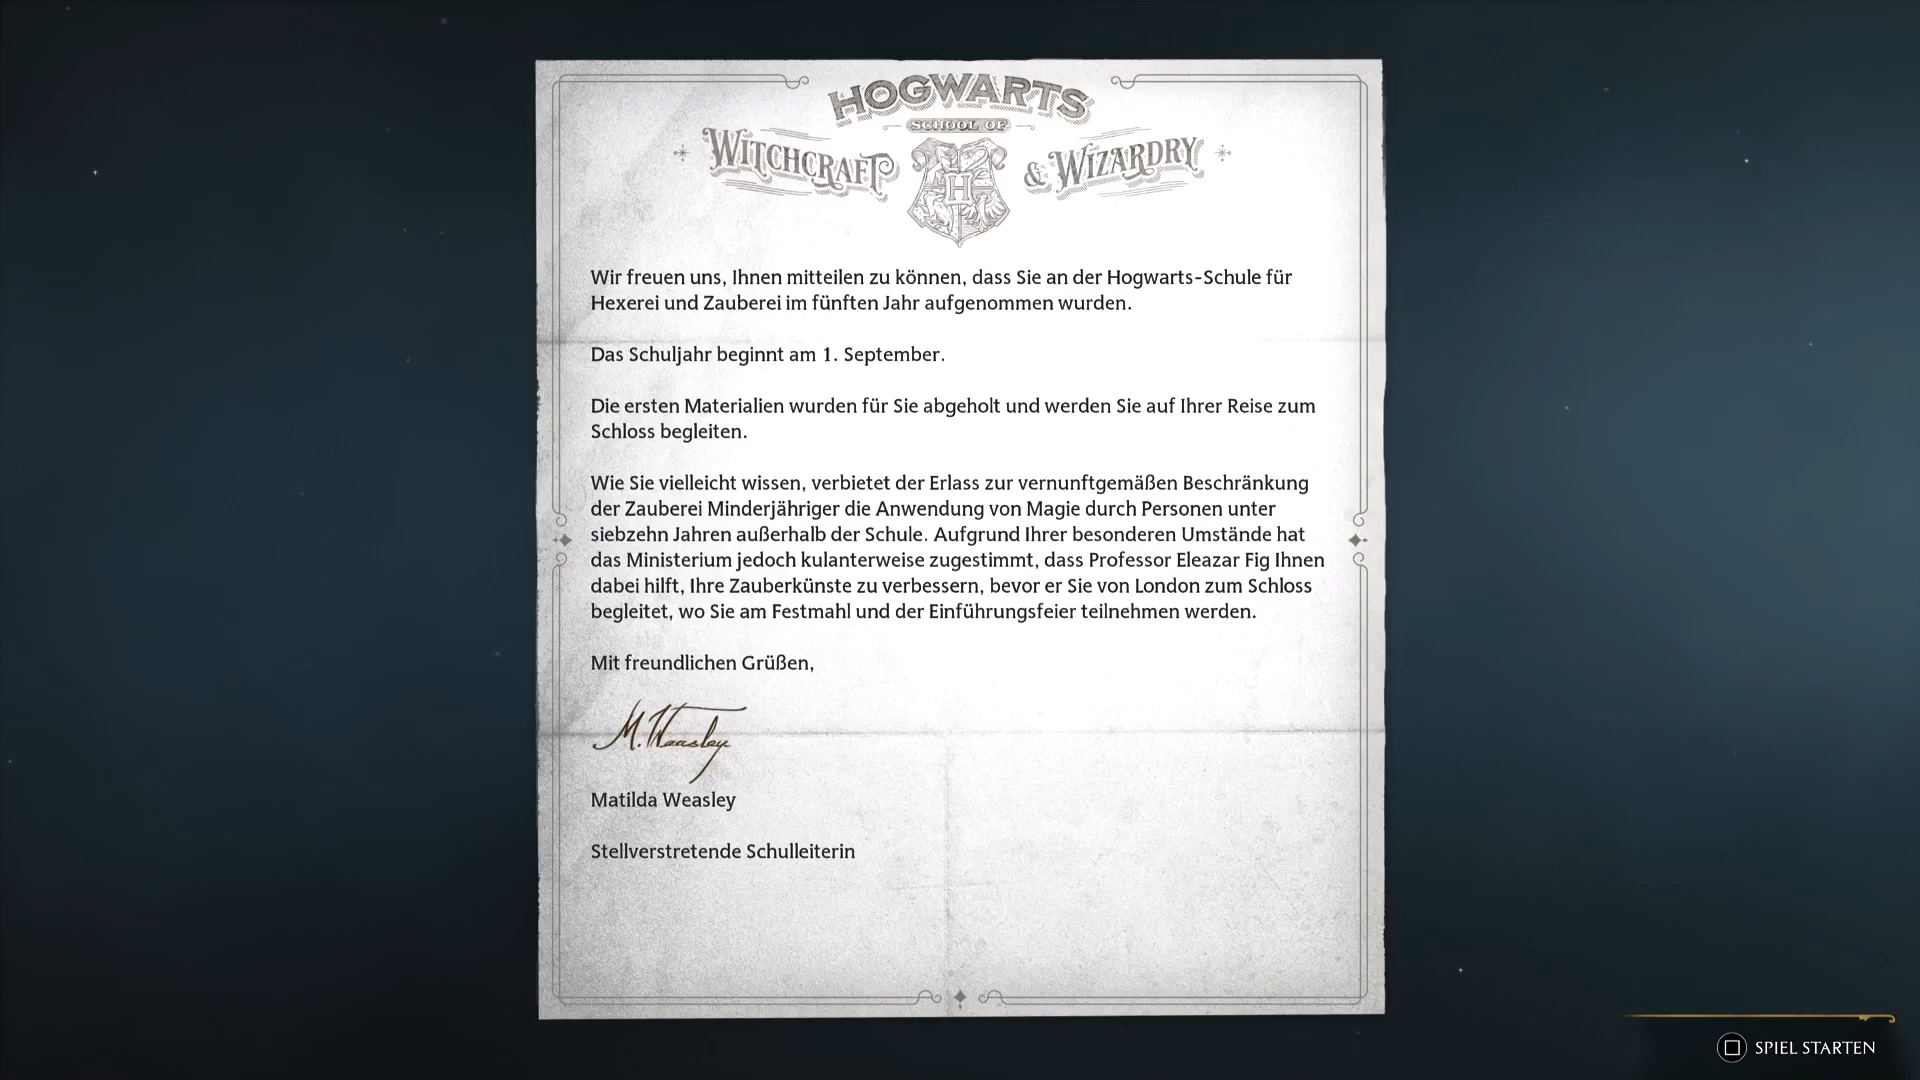 HOGWARTS
SCHOOL OF
WITCHCRAFT & WIZARDRY
H
Wir freuen uns, Ihnen mitteilen zu können, dass Sie an der Hogwarts-Schule für
Hexerei und Zauberei im fünften Jahr aufgenommen wurden.
Das Schuljahr beginnt am 1. September.
Die ersten Materialien wurden für Sie abgeholt und werden Sie auf Ihrer Reise zum
Schloss begleiten.
Wie Sie vielleicht wissen, verbietet der Erlass zur vernunftgemäßen Beschränkung
der Zauberei Minderjähriger die Anwendung von Magie durch Personen unter
siebzehn Jahren außerhalb der Schule. Aufgrund Ihrer besonderen Umstände hat
das Ministerium jedoch kulanterweise zugestimmt, dass Professor Eleazar Fig Ihnen
dabei hilft, Ihre Zauberkünste zu verbessern, bevor er Sie von London zum Schloss
begleitet, wo Sie am Festmahl und der Einführungsfeier teilnehmen werden.
Mit freundlichen Grüßen,
M. Weasley
Matilda Weasley
Stellverstretende Schulleiterin
SPIEL STARTEN